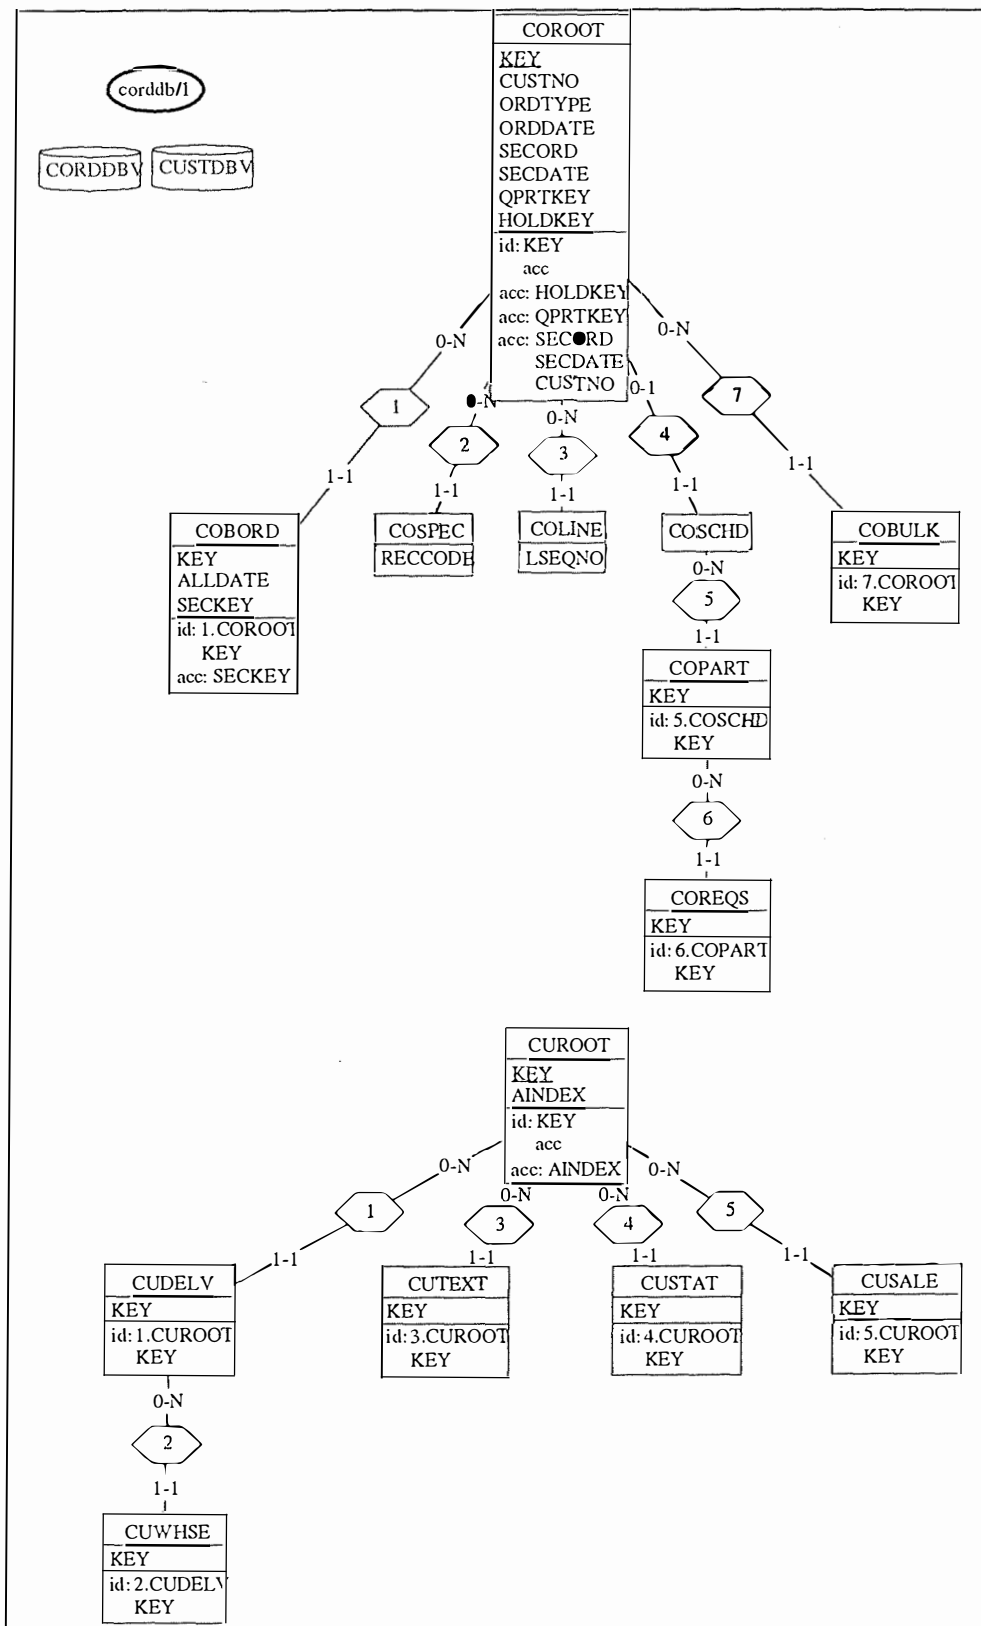 COROOT
KEY
CUSTNO
ORDTYPE
ORDDATE
SECORD
SECDATE
QPRTKEY
HOLDKEY
id: KEY
acc
acc: HOLDKEY
acc: QPRTKEY
acc: SECORD
SECDATE
CUSTNO
corddb/1
CORDDBV
CUSTDBV
0-N
0-N
0-N
0-1
0-N
1
2
3
4
7
1-1
1-1
1-1
1-1
1-1
COBORD
KEY
ALLDATE
SECKEY
id: 1.COROOT
KEY
acc: SECKEY
COSPEC
RECCODE
COLINE
LSEQNO
COSCHD
COBULK
KEY
id: 7.COROOT
KEY
0-N
5
1-1
COPART
KEY
id: 5.COSCHD
KEY
0-N
6
1-1
COREQS
KEY
id: 6.COPART
KEY
CUROOT
KEY
AINDEX
id: KEY
acc
acc: AINDEX
0-N
0-N
0-N
0-N
1
3
4
5
1-1
1-1
1-1
1-1
CUDELV
KEY
id: 1.CUROOT
KEY
CUTEXT
KEY
id: 3.CUROOT
KEY
CUSTAT
KEY
id: 4.CUROOT
KEY
CUSALE
KEY
id: 5.CUROOT
KEY
0-N
2
1-1
CUWHSE
KEY
id: 2.CUDELV
KEY